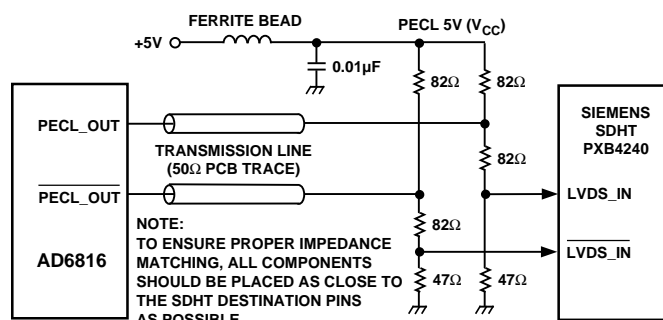 FERRITE BEAD
PECL 5V (VCC)
+5V
0.01µF
82Ω
82Ω
SIEMENS
SDHT
PXB4240
PECL_OUT
TRANSMISSION LINE
(50Ω PCB TRACE)
82Ω
PECL_OUT
LVDS_IN
NOTE:
TO ENSURE PROPER IMPEDANCE
MATCHING, ALL COMPONENTS
SHOULD BE PLACED AS CLOSE TO
THE SDHT DESTINATION PINS
AS POSSIBLE
82Ω
LVDS_IN
AD6816
47Ω
47Ω